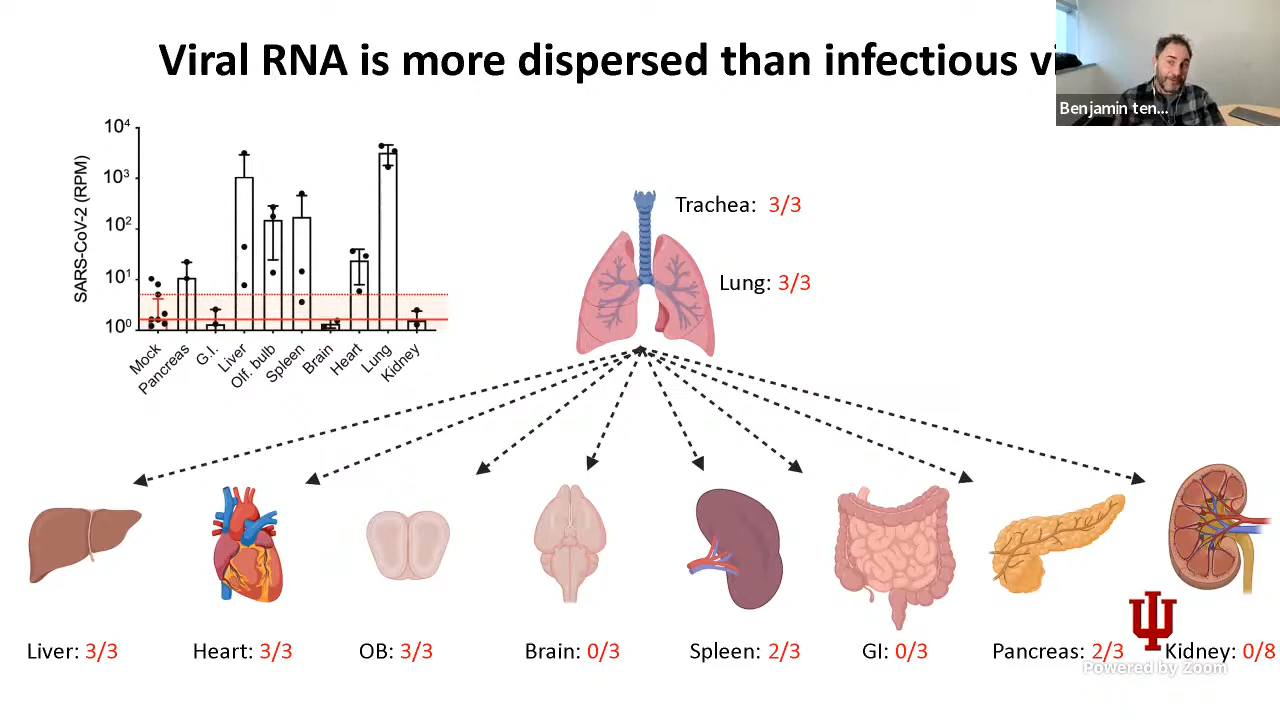 Viral RNA is more dispersed than infectious
Benjamin ten...
SARS-CoV-2 (RPM)
10⁴
10³
10²
10¹
10⁰
Mock
Pancreas
G.I.
Liver
Olf. bulb
Spleen
Brain
Heart
Lung
Kidney
Trachea: 3/3
Lung: 3/3
Liver: 3/3 Heart: 3/3 OB: 3/3 Brain: 0/3 Spleen: 2/3 GI: 0/3 Pancreas: 2/3 Kidney: 0/8
Powered by Zoom